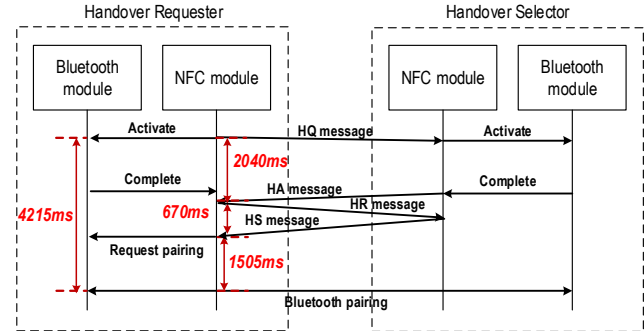 Handover Requester
Handover Selector
Bluetooth
module
NFC module
NFC module
Bluetooth
module
Activate
HQ message
Activate
2040ms
Complete
HA message
Complete
HR message
4215ms
670ms
HS message
Request pairing
1505ms
Bluetooth pairing